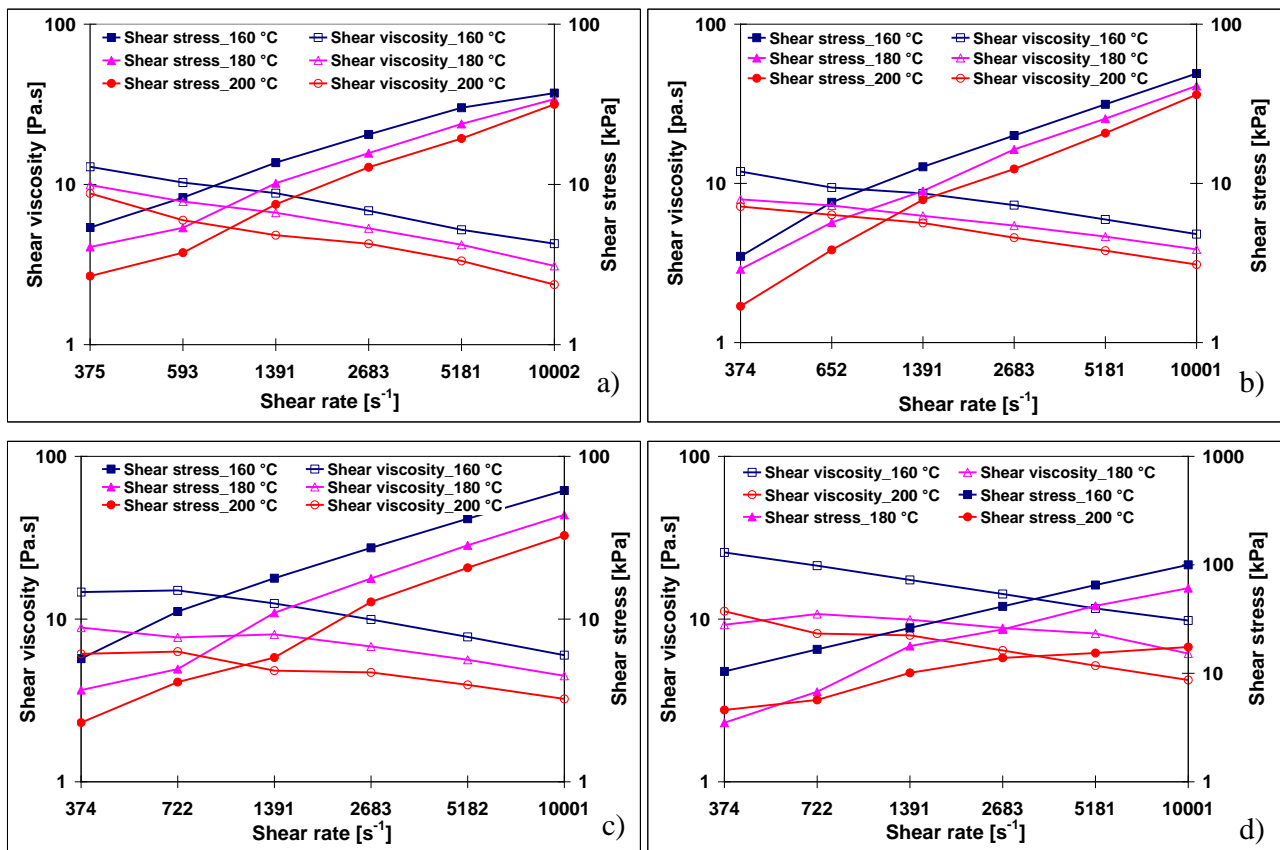 100 100
Shear stress_160 °C Shear viscosity_160 °C
Shear stress_180 °C Shear viscosity_180 °C
Shear stress_200 °C Shear viscosity_200 °C
Shear viscosity [Pa.s]
Shear stress [kPa]
10 10
1 1
375 593 1391 2683 5181 10002
Shear rate [s⁻¹]
a)
100 100
Shear stress_160 °C Shear viscosity_160 °C
Shear stress_180 °C Shear viscosity_180 °C
Shear stress_200 °C Shear viscosity_200 °C
Shear viscosity [pa.s]
Shear stress [kPa]
10 10
1 1
374 652 1391 2683 5181 10001
Shear rate [s⁻¹]
b)
100 100
Shear stress_160 °C Shear viscosity_160 °C
Shear stress_180 °C Shear viscosity_180 °C
Shear stress_200 °C Shear viscosity_200 °C
Shear viscosity [Pa.s]
Shear stress [kPa]
10 10
1 1
374 722 1391 2683 5182 10001
Shear rate [s⁻¹]
c)
100 1000
Shear viscosity_160 °C Shear viscosity_180 °C
Shear viscosity_200 °C Shear stress_160 °C
Shear stress_180 °C Shear stress_200 °C
Shear viscosity [Pa.s]
Shear stress [kPa]
100
10
10
1 1
374 722 1391 2683 5181 10001
Shear rate [s⁻¹]
d)